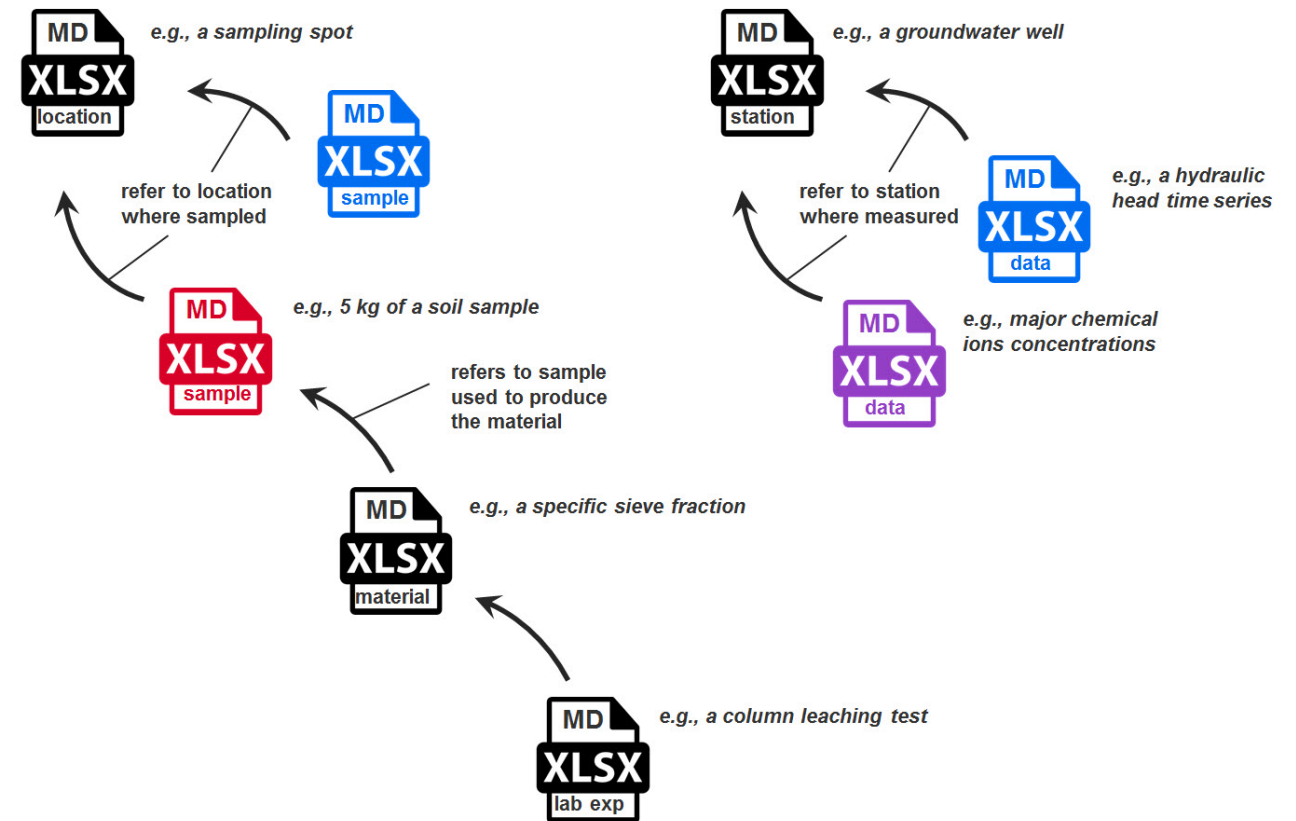 MD
XLSX
location
e.g., a sampling spot
MD
XLSX
sample
refer to location
where sampled
MD
XLSX
sample
e.g., 5 kg of a soil sample
refers to sample
used to produce
the material
MD
XLSX
material
e.g., a specific sieve fraction
MD
XLSX
lab exp
e.g., a column leaching test
MD
XLSX
station
e.g., a groundwater well
MD
XLSX
data
e.g., a hydraulic
head time series
refer to station
where measured
MD
XLSX
data
e.g., major chemical
ions concentrations